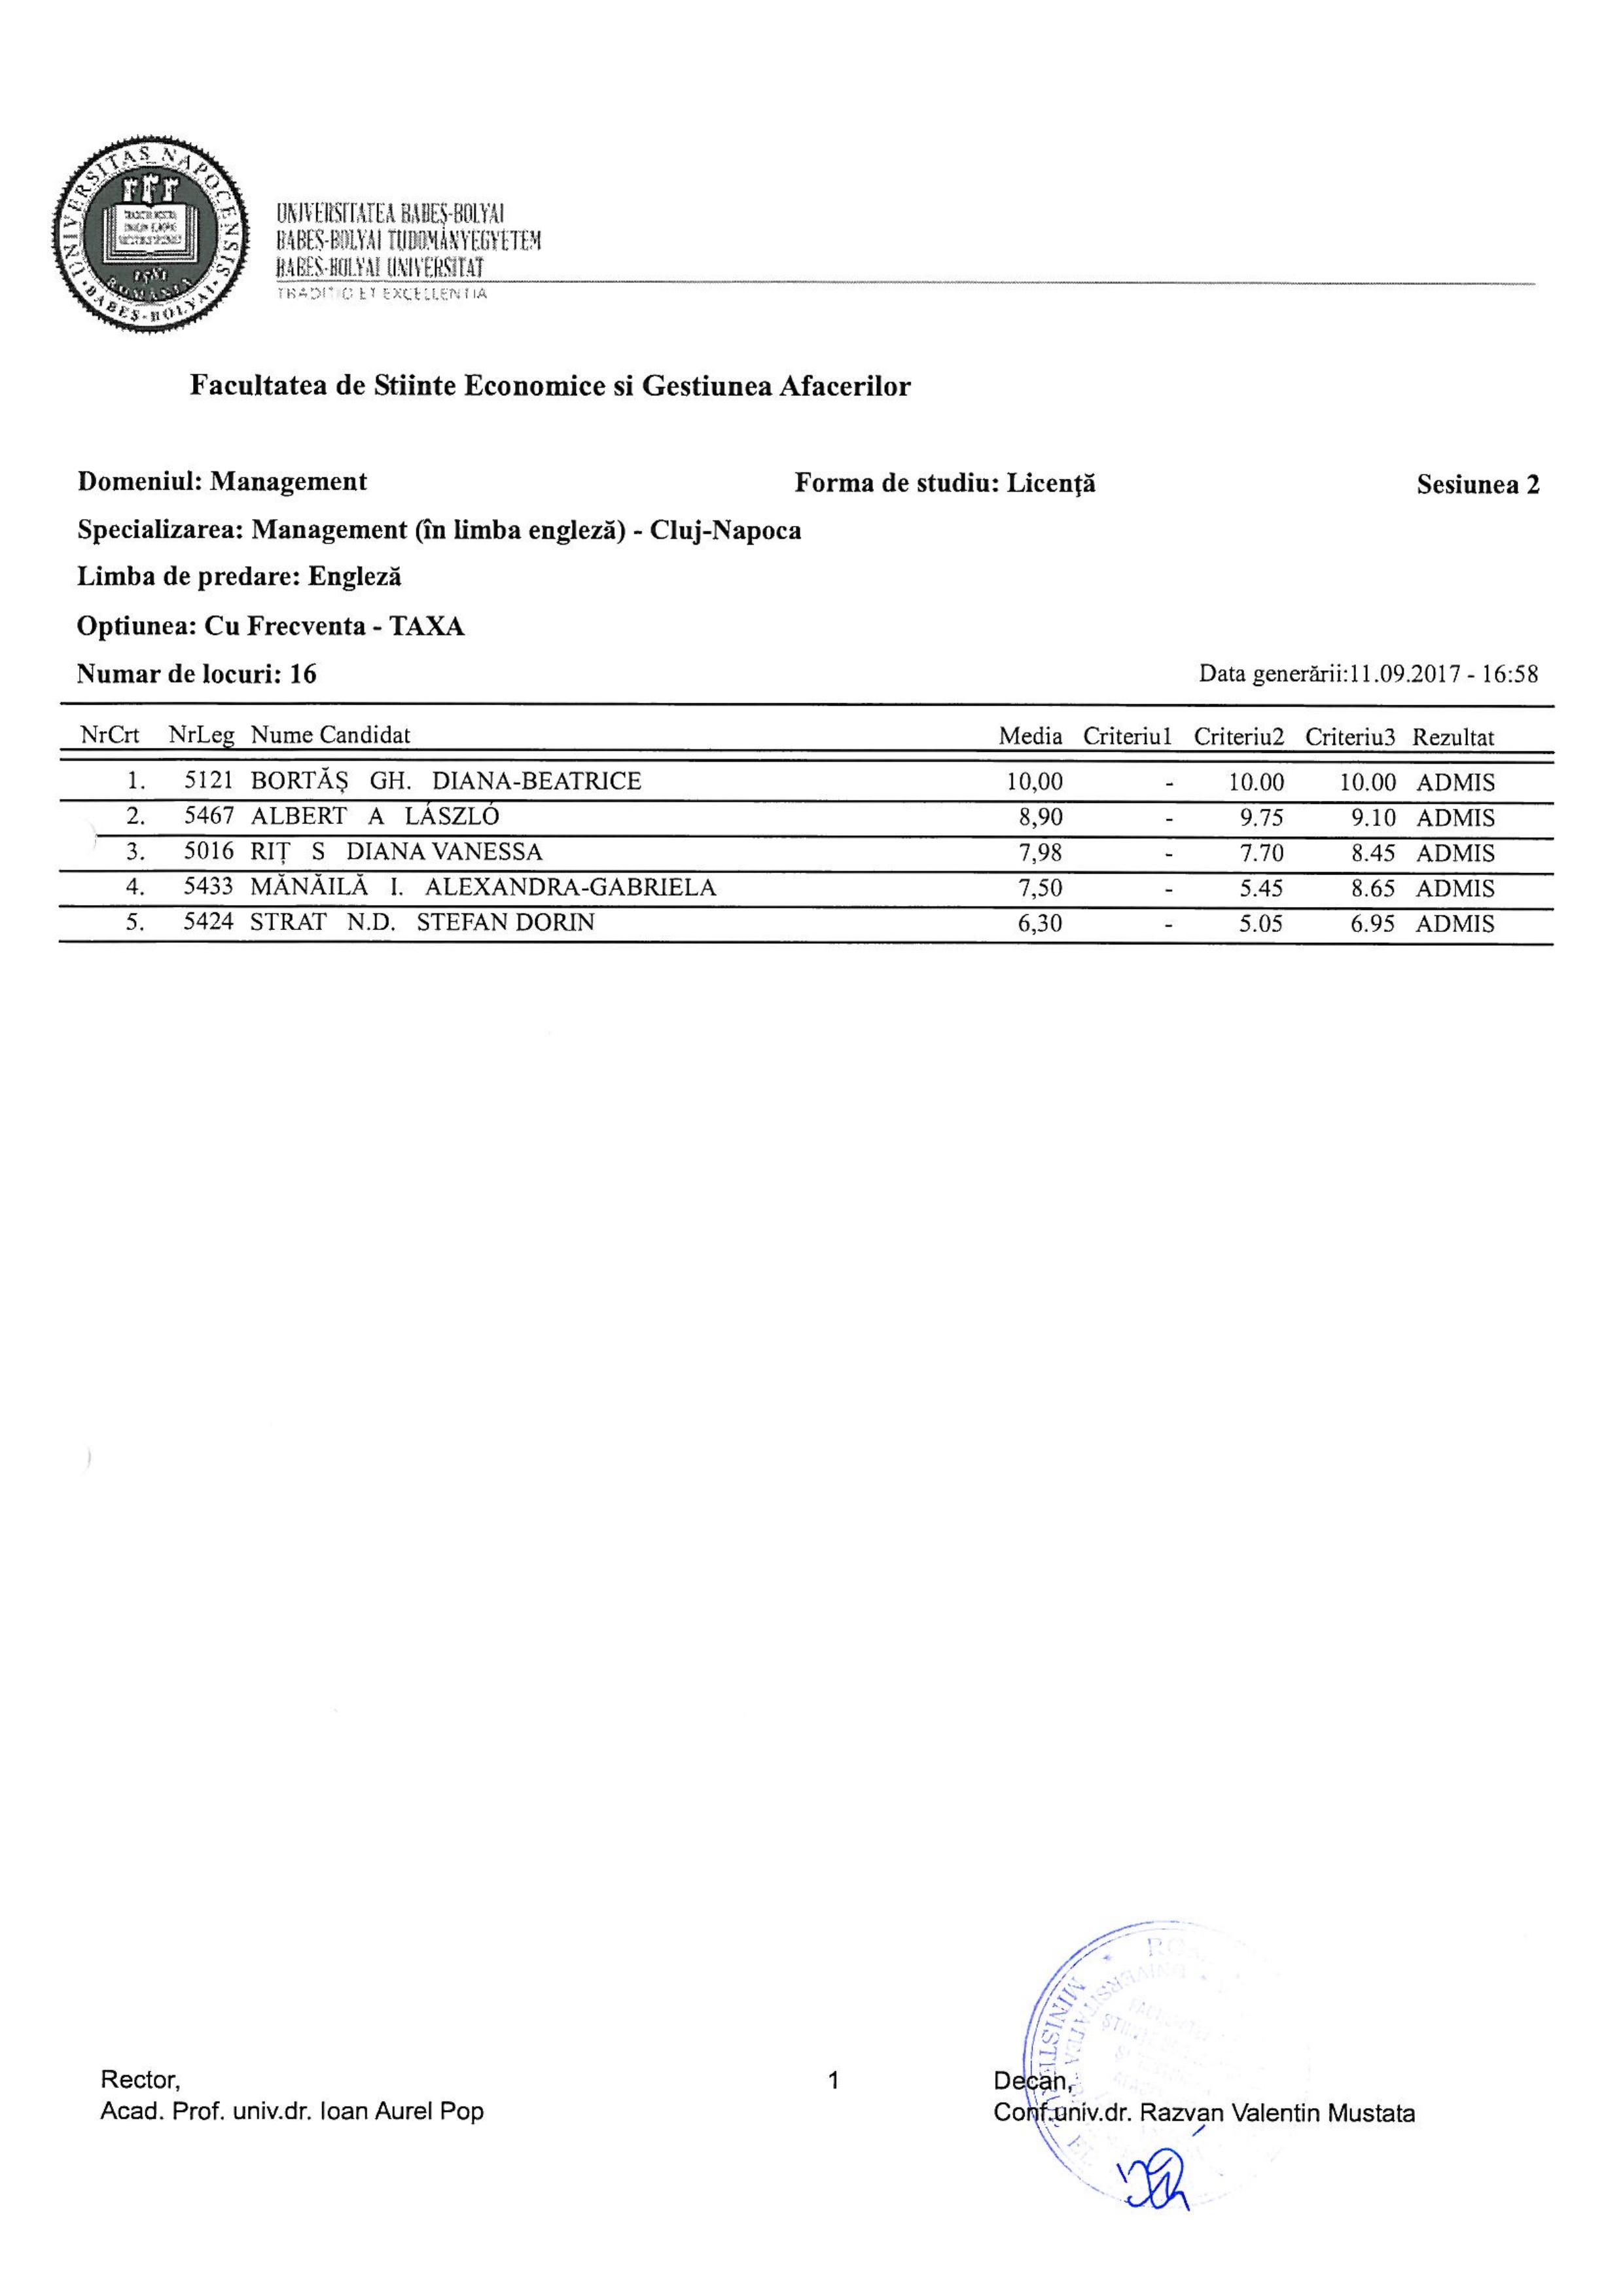 UNIVERSITAS NAPOCENSIS
BABEȘ-BOLYAI
ROMANIA
UNIVERSITATEA BABEȘ-BOLYAI
BABEȘ-BOLYAI TUDOMÁNYEGYETEM
BABEȘ-BOLYAI UNIVERSITÄT
TRADITIO ET EXCELLENTIA
Facultatea de Stiinte Economice si Gestiunea Afacerilor
Domeniul: Management Forma de studiu: Licenţă Sesiunea 2
Specializarea: Management (în limba engleză) - Cluj-Napoca
Limba de predare: Engleză
Optiunea: Cu Frecventa - TAXA
Numar de locuri: 16 Data generării:11.09.2017 - 16:58
NrCrt NrLeg Nume Candidat Media Criteriu1 Criteriu2 Criteriu3 Rezultat
1. 5121 BORTĂȘ GH. DIANA-BEATRICE 10,00 - 10.00 10.00 ADMIS
2. 5467 ALBERT A LÁSZLÓ 8,90 - 9.75 9.10 ADMIS
3. 5016 RIȚ S DIANA VANESSA 7,98 - 7.70 8.45 ADMIS
4. 5433 MĂNĂILĂ I. ALEXANDRA-GABRIELA 7,50 - 5.45 8.65 ADMIS
5. 5424 STRAT N.D. STEFAN DORIN 6,30 - 5.05 6.95 ADMIS
Rector, 1 Decan,
Acad. Prof. univ.dr. Ioan Aurel Pop Conf.univ.dr. Razvan Valentin Mustata
MINISTERUL
UNIVERSITATEA